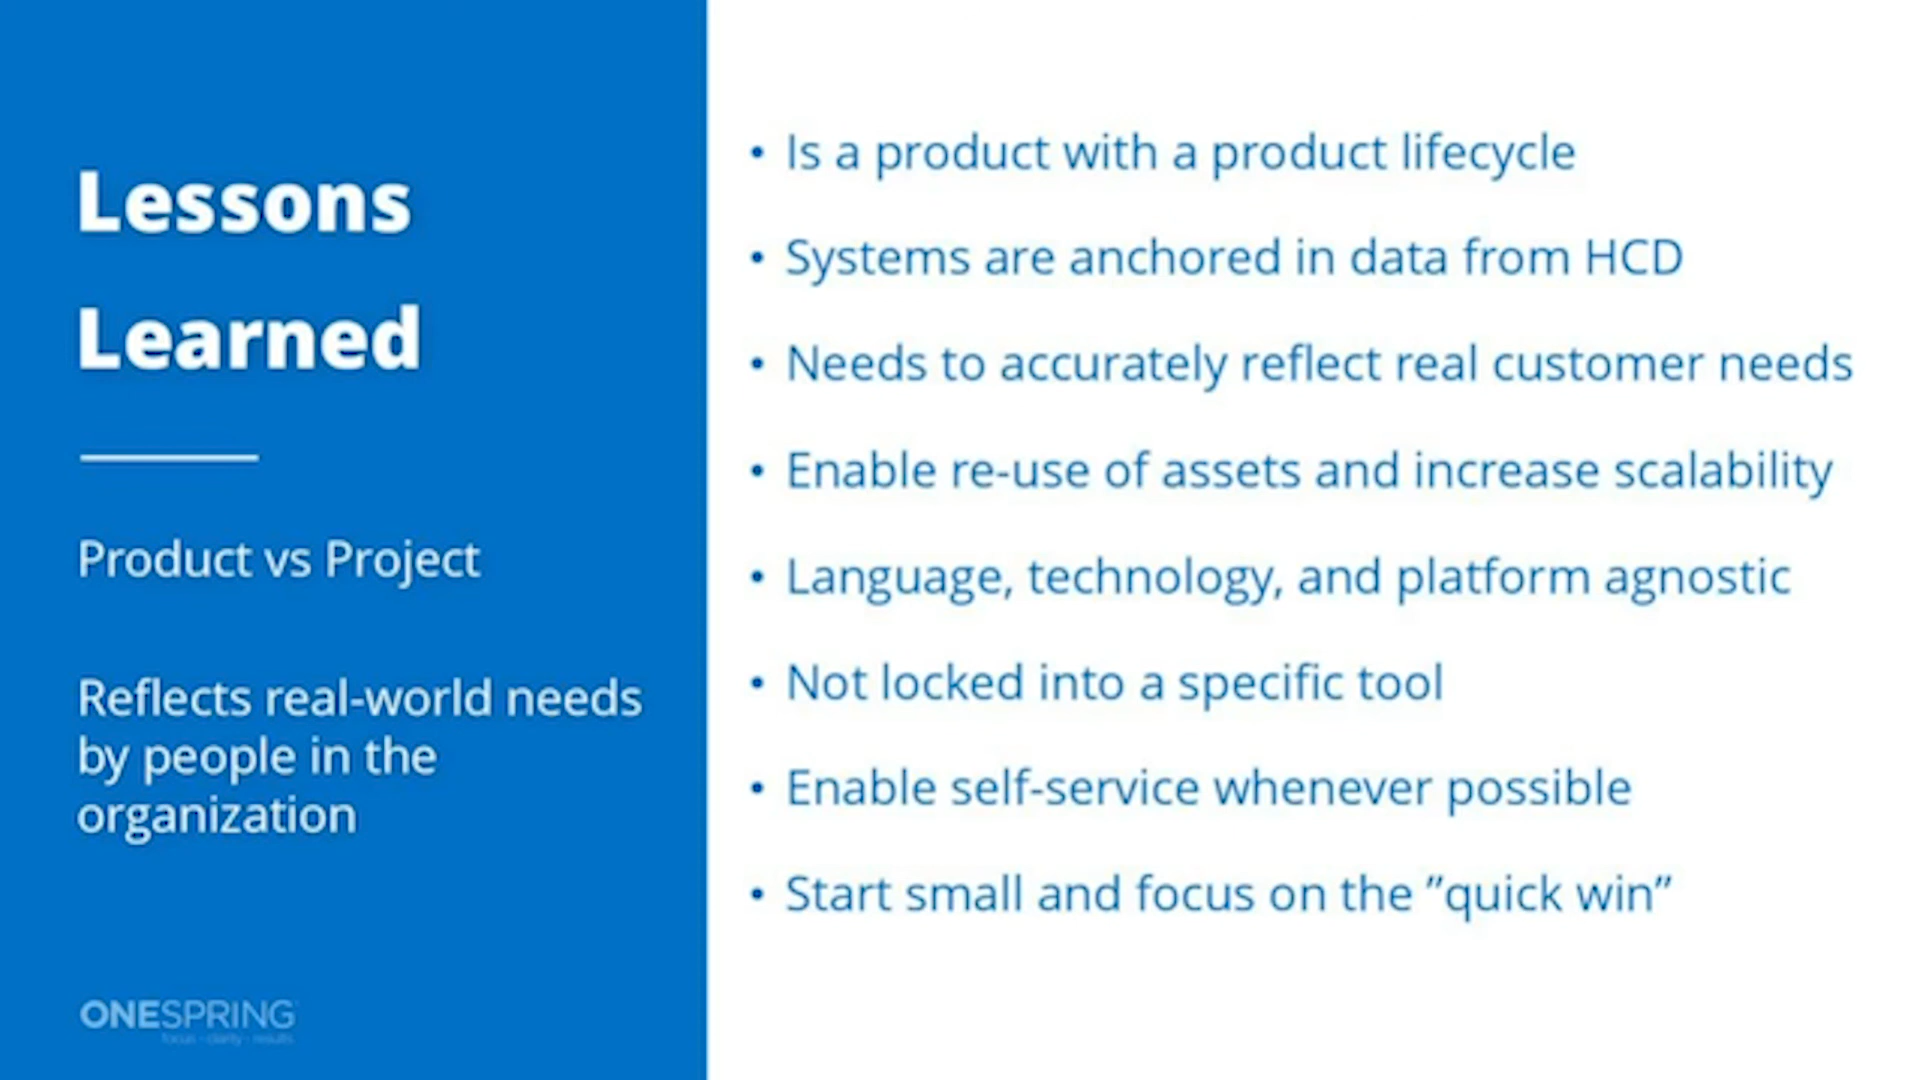 Lessons
Learned
Product vs Project
Reflects real-world needs
by people in the
organization
ONESPRING
focus - clarity - results
• Is a product with a product lifecycle
• Systems are anchored in data from HCD
• Needs to accurately reflect real customer needs
• Enable re-use of assets and increase scalability
• Language, technology, and platform agnostic
• Not locked into a specific tool
• Enable self-service whenever possible
• Start small and focus on the ”quick win”